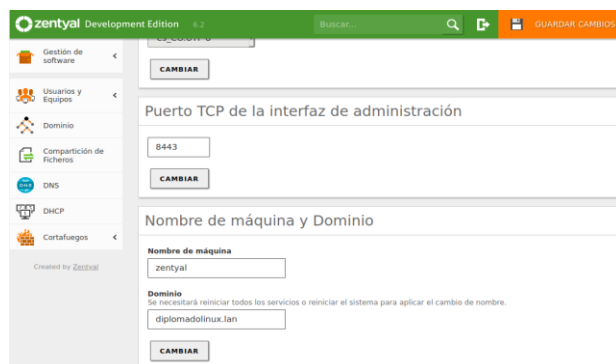 zentyal Development Edition 6.2
Buscar...
GUARDAR CAMBIOS
Gestión de
software
CAMBIAR
Usuarios y
Equipos
Dominio
Compartición de
Ficheros
DNS
DHCP
Cortafuegos
Created by Zentyal
Puerto TCP de la interfaz de administración
8443
CAMBIAR
Nombre de máquina y Dominio
Nombre de máquina
zentyal
Dominio
Se necesitará reiniciar todos los servicios o reiniciar el sistema para aplicar el cambio de nombre.
diplomadolinux.lan
CAMBIAR